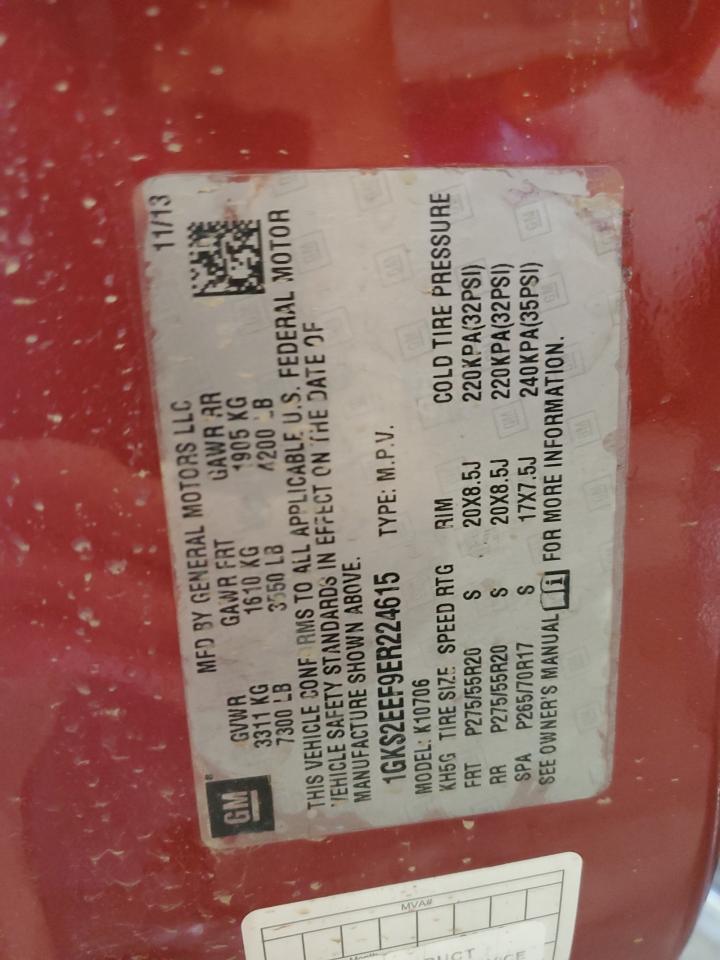 GM
MFD BY GENERAL MOTORS LLC 11/13
GVWR GAWR FRT GAWR RR
3311 KG 1610 KG 1905 KG
7300 LB 3550 LB 4200 LB
THIS VEHICLE CONFORMS TO ALL APPLICABLE U.S. FEDERAL MOTOR
VEHICLE SAFETY STANDARDS IN EFFECT ON THE DATE OF
MANUFACTURE SHOWN ABOVE.
1GKS2EEF9ER224615 TYPE: M.P.V.
MODEL: K10706
KH5G TIRE SIZE SPEED RTG RIM COLD TIRE PRESSURE
FRT P275/55R20 S 20X8.5J 220KPA(32PSI)
RR P275/55R20 S 20X8.5J 220KPA(32PSI)
SPA P265/70R17 S 17X7.5J 240KPA(35PSI)
SEE OWNER'S MANUAL FOR MORE INFORMATION.
MVA#